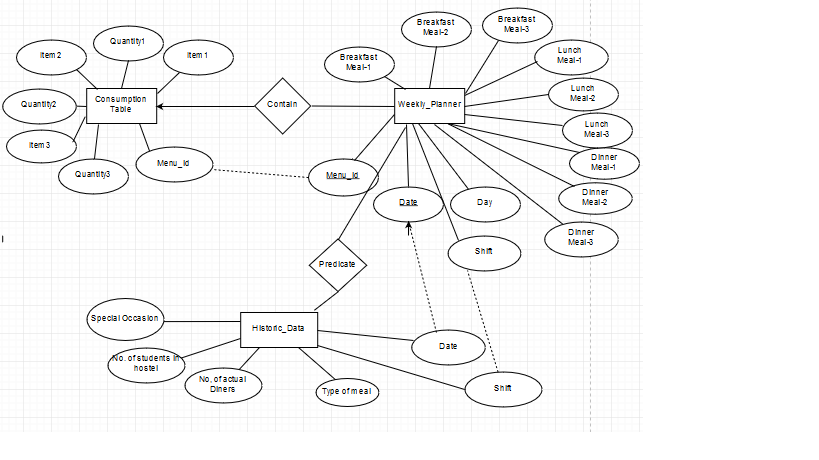 Breakfast
Meal-2
Breakfast
Meal-3
Quantity1
Item 2
Item 1
Breakfast
Meal-1
Lunch
Meal-1
Lunch
Meal-2
Quantity2
Consumption
Table
Contain
Weekly_Planner
Lunch
Meal-3
Item 3
Menu_Id
Dinner
Meal-1
Quantity3
Menu_Id
Date
Day
Dinner
Meal-2
Dinner
Meal-3
Shift
Predicate
Special Occasion
Historic_Data
Date
No. of students in
hostel
No. of actual
Diners
Type of meal
Shift